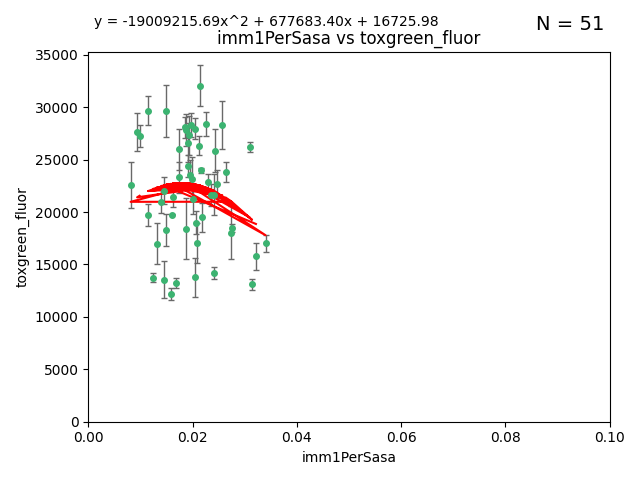 y = -19009215.69x^2 + 677683.40x + 16725.98
N = 51
imm1PerSasa vs toxgreen_fluor
35000
30000
25000
20000
15000
10000
5000
0
toxgreen_fluor
0.00 0.02 0.04 0.06 0.08 0.10
imm1PerSasa